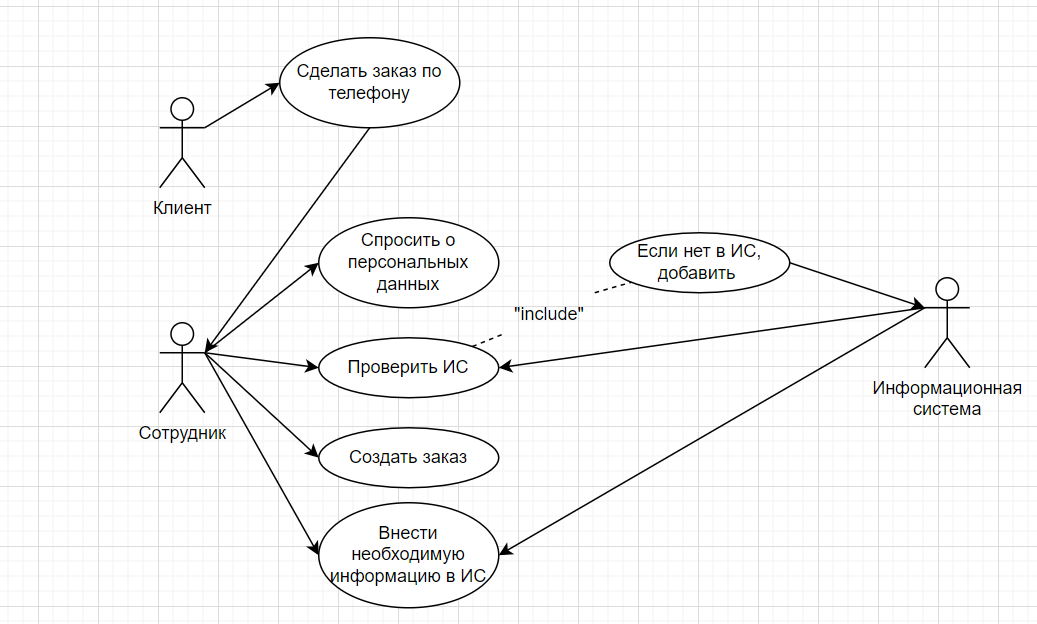 Сделать заказ по
телефону
Клиент
Спросить о
персональных
данных
Если нет в ИС,
добавить
"include"
Проверить ИС
Информационная
система
Сотрудник
Создать заказ
Внести
необходимую
информацию в ИС